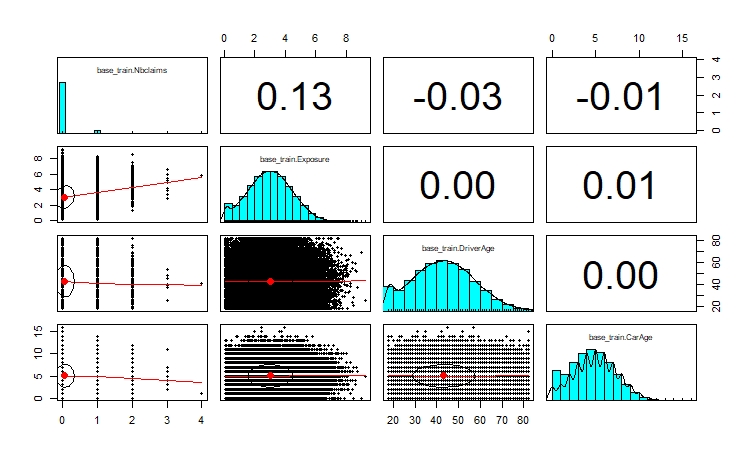 0 2 4 6 8
0 5 10 15
base_train.Nbclaims
0.13
-0.03
-0.01
0 1 2 3 4
0 2 4 6 8
base_train.Exposure
0.00
0.01
base_train.DriverAge
0.00
20 40 60 80
0 5 10 15
base_train.CarAge
0 1 2 3 4
20 30 40 50 60 70 80